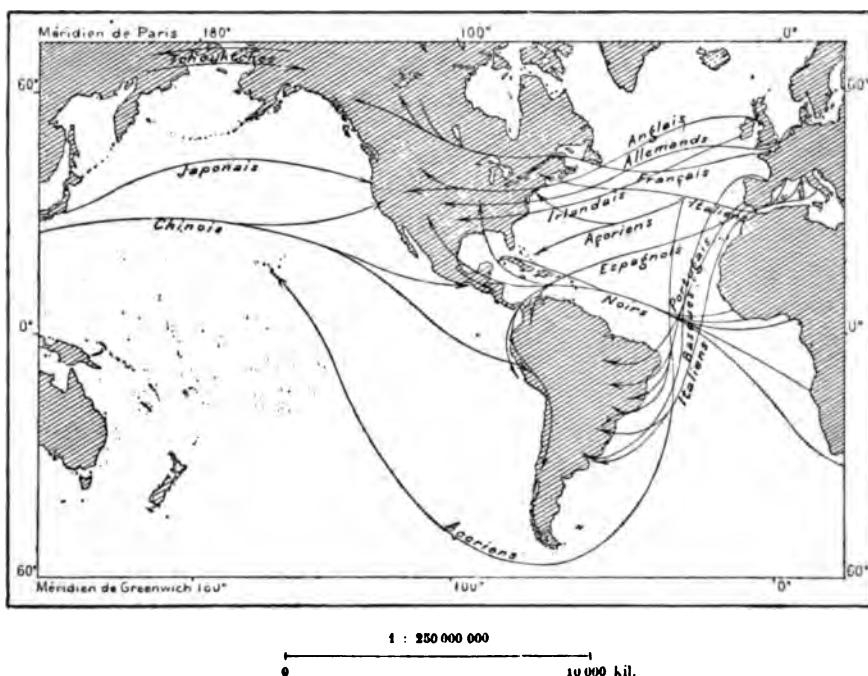 Méridien de Paris 180° 100° 0°
60° 60°
Tchouktches
Anglais
Allemands
Français
Japonais
Irlandais
Italiens
Chinois
Açoriens
Espagnols
Portugais
Noirs
Basques
0° 0°
Italiens
Açoriens
60° 60°
Méridien de Greenwich 160° 100° 0°
1 : 250 000 000
0 10 000 kil.